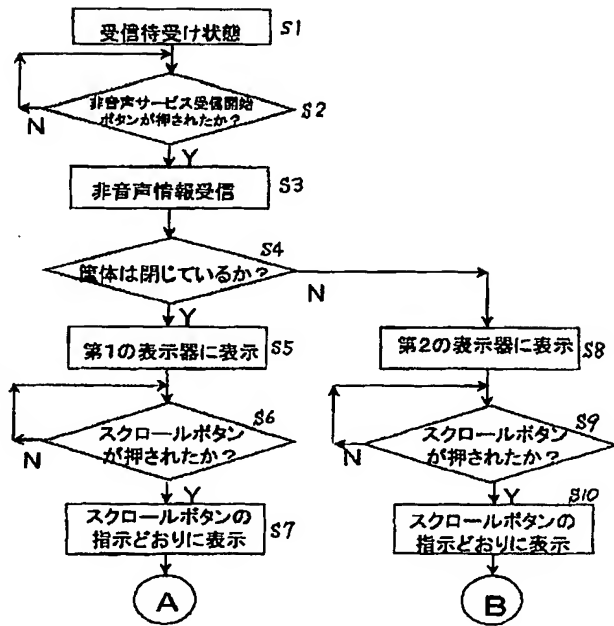 受信待受け状態 S1
非音声サービス受信開始
ボタンが押されたか? S2
N
Y
非音声情報受信 S3
筐体は閉じているか? S4
N
Y
第1の表示器に表示 S5
第2の表示器に表示 S8
スクロールボタン
が押されたか? S6
N
Y
スクロールボタン
が押されたか? S9
N
Y
スクロールボタンの
指示どおりに表示 S7
スクロールボタンの
指示どおりに表示 S10
A
B